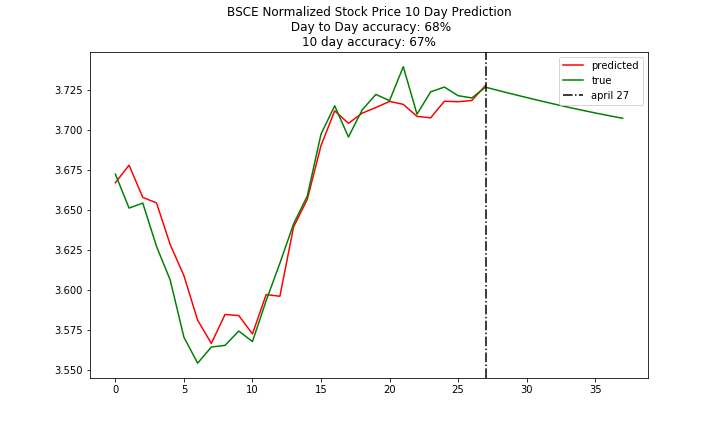 BSCE Normalized Stock Price 10 Day Prediction
Day to Day accuracy: 68%
10 day accuracy: 67%
predicted
true
april 27
3.725
3.700
3.675
3.650
3.625
3.600
3.575
3.550
0 5 10 15 20 25 30 35